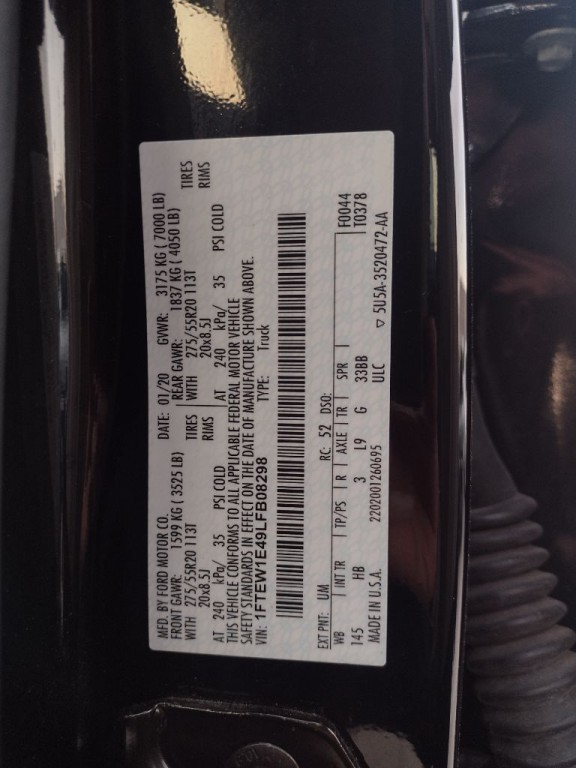 MFD. BY FORD MOTOR CO. DATE: 01/20 GVWR: 3175 KG ( 7000 LB)
FRONT GAWR: 1599 KG ( 3525 LB) REAR GAWR: 1837 KG ( 4050 LB)
WITH 275/55R20 113T TIRES WITH 275/55R20 113T TIRES
20x8.5J RIMS 20x8.5J RIMS
AT 240 kPa/ 35 PSI COLD AT 240 kPa/ 35 PSI COLD
THIS VEHICLE CONFORMS TO ALL APPLICABLE FEDERAL MOTOR VEHICLE
SAFETY STANDARDS IN EFFECT ON THE DATE OF MANUFACTURE SHOWN ABOVE.
VIN: 1FTEW1E49LFB08298 TYPE: Truck
F0044
EXT PNT: UM RC: 52 DSO: T0378
WB INT TR TP/PS R AXLE TR SPR
145 HB 3 L9 G 33BB
MADE IN U.S.A. 2202001260695 ULC ▽ 5U5A-3520472-AA